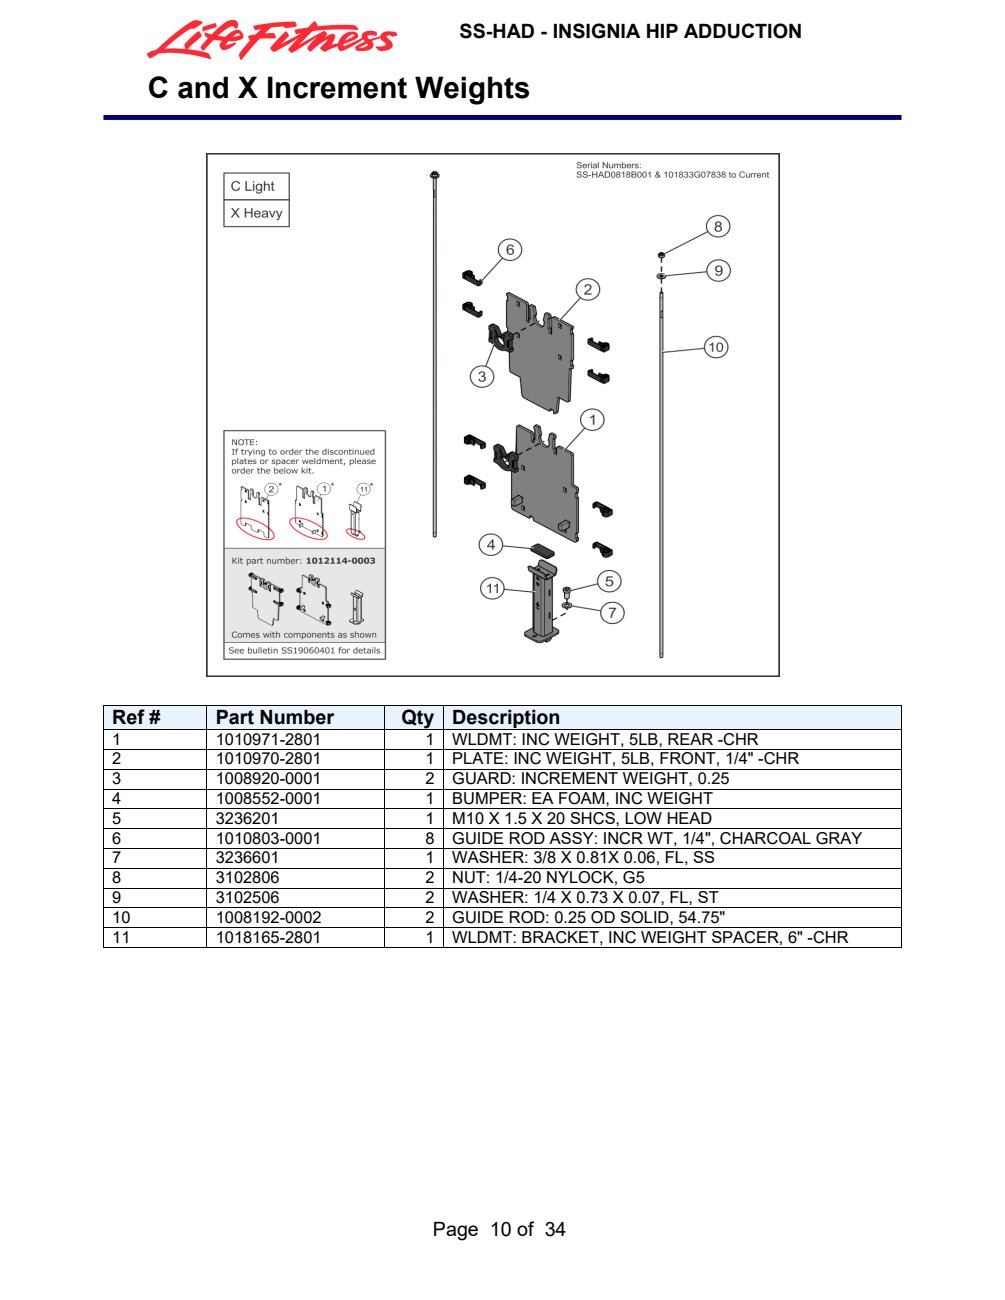 Life Fitness
SS-HAD - INSIGNIA HIP ADDUCTION
C and X Increment Weights
Serial Numbers:
SS-HAD0818B001 & 101833G07838 to Current
C Light
X Heavy
8
6
9
2
10
3
1
NOTE:
If trying to order the discontinued
plates or spacer weldment, please
order the below kit.
2*
1*
11*
4
Kit part number: 1012114-0003
5
11
7
Comes with components as shown
See bulletin SS19060401 for details
Ref # Part Number Qty Description
1 1010971-2801 1 WLDMT: INC WEIGHT, 5LB, REAR -CHR
2 1010970-2801 1 PLATE: INC WEIGHT, 5LB, FRONT, 1/4" -CHR
3 1008920-0001 2 GUARD: INCREMENT WEIGHT, 0.25
4 1008552-0001 1 BUMPER: EA FOAM, INC WEIGHT
5 3236201 1 M10 X 1.5 X 20 SHCS, LOW HEAD
6 1010803-0001 8 GUIDE ROD ASSY: INCR WT, 1/4", CHARCOAL GRAY
7 3236601 1 WASHER: 3/8 X 0.81X 0.06, FL, SS
8 3102806 2 NUT: 1/4-20 NYLOCK, G5
9 3102506 2 WASHER: 1/4 X 0.73 X 0.07, FL, ST
10 1008192-0002 2 GUIDE ROD: 0.25 OD SOLID, 54.75"
11 1018165-2801 1 WLDMT: BRACKET, INC WEIGHT SPACER, 6" -CHR
Page 10 of 34